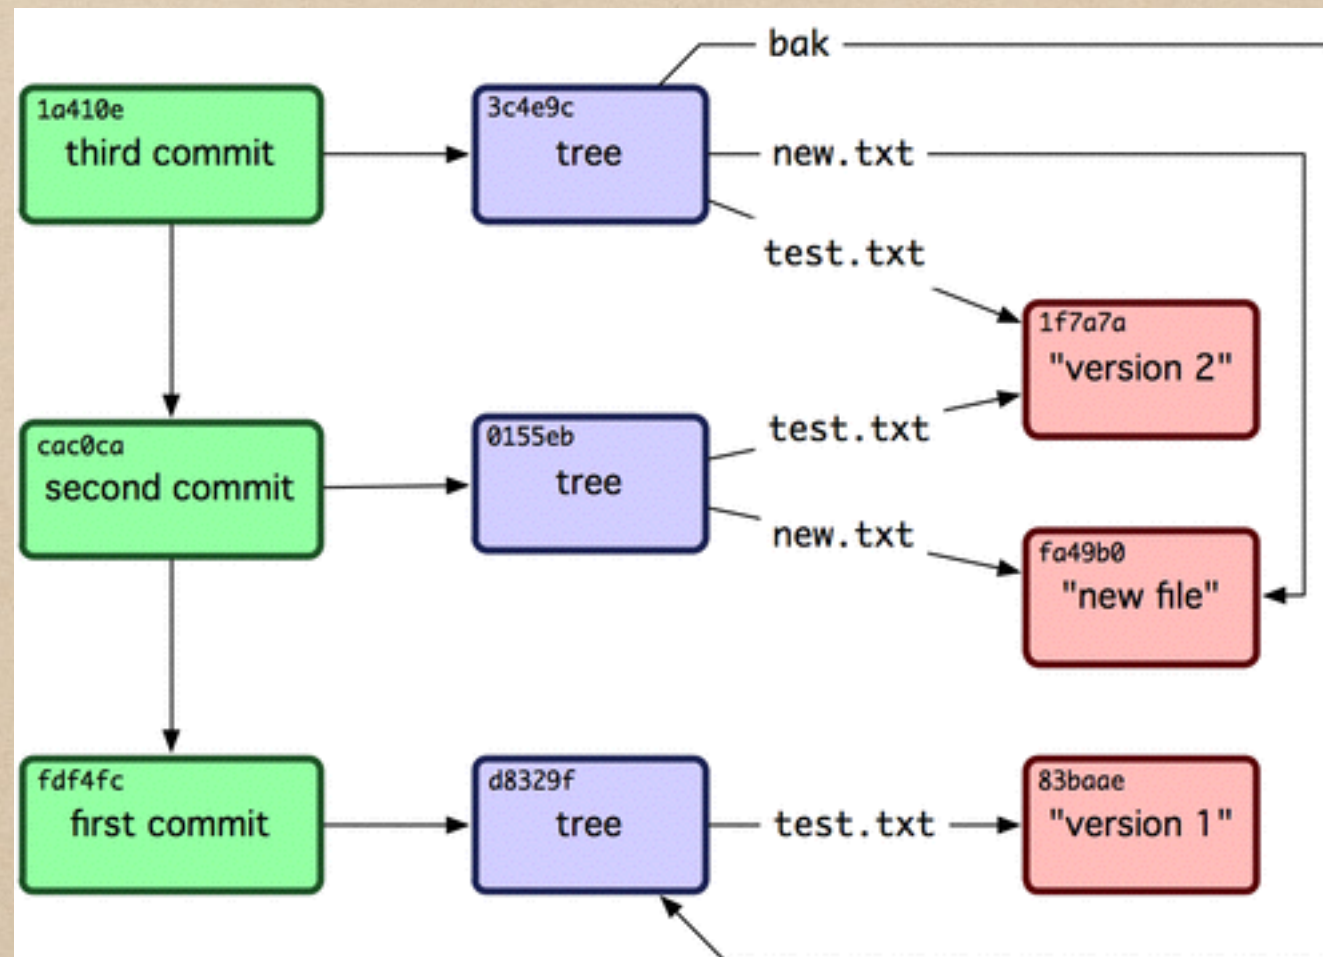 bak
1a410e
third commit
3c4e9c
tree
new.txt
test.txt
1f7a7a
"version 2"
cac0ca
second commit
0155eb
tree
test.txt
new.txt
fa49b0
"new file"
fdf4fc
first commit
d8329f
tree
test.txt
83baae
"version 1"